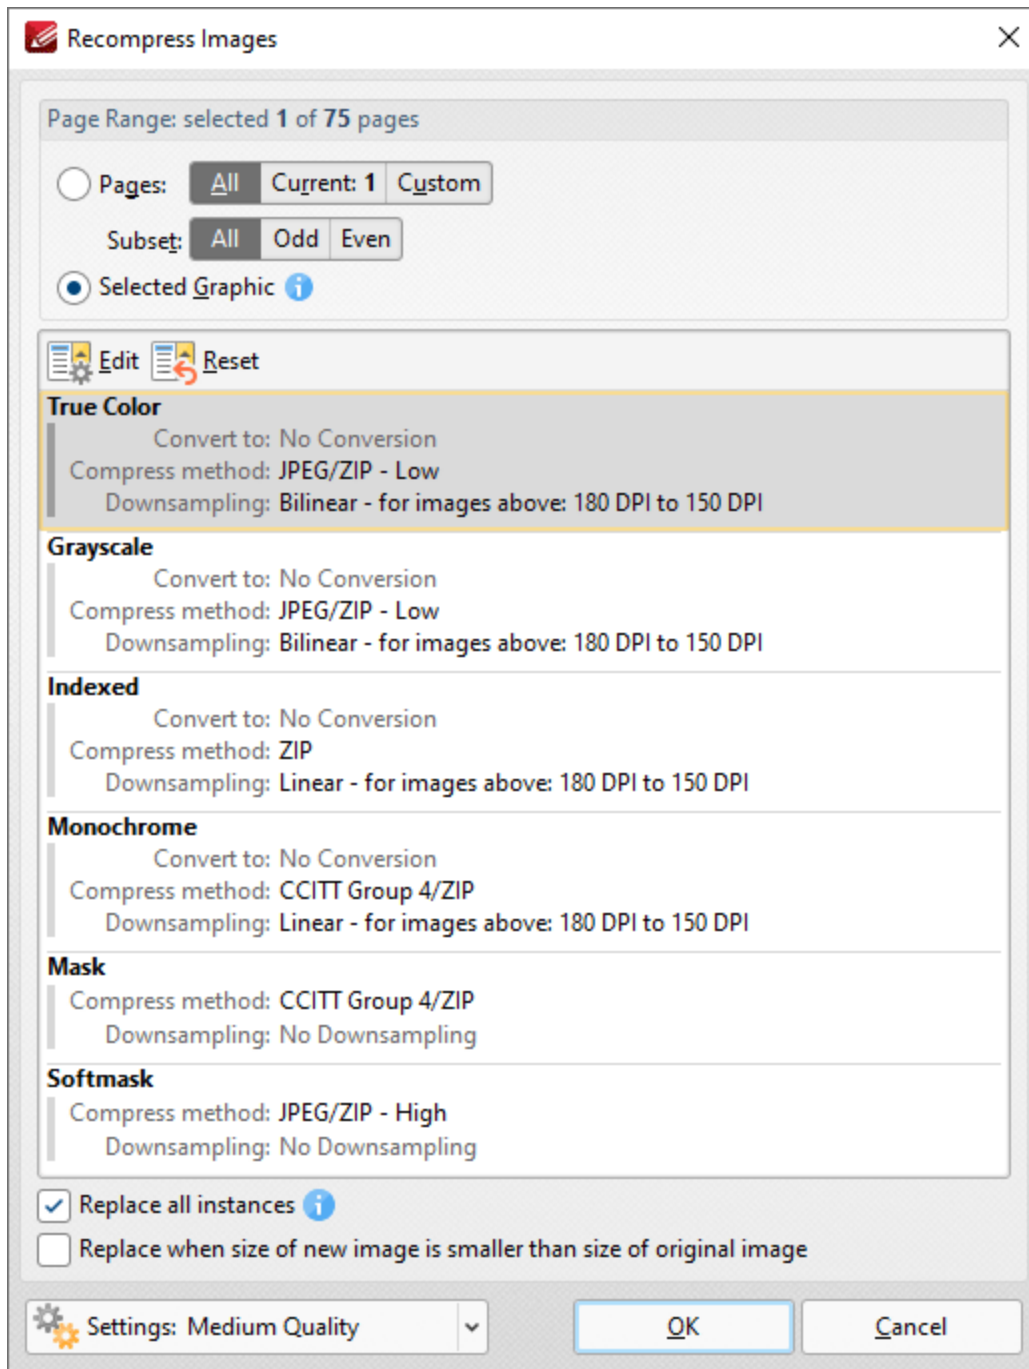 Recompress Images
Page Range: selected 1 of 75 pages
Pages: All Current: 1 Custom
Subset: All Odd Even
Selected Graphic
Edit Reset
True Color
Convert to: No Conversion
Compress method: JPEG/ZIP - Low
Downsampling: Bilinear - for images above: 180 DPI to 150 DPI
Grayscale
Convert to: No Conversion
Compress method: JPEG/ZIP - Low
Downsampling: Bilinear - for images above: 180 DPI to 150 DPI
Indexed
Convert to: No Conversion
Compress method: ZIP
Downsampling: Linear - for images above: 180 DPI to 150 DPI
Monochrome
Convert to: No Conversion
Compress method: CCITT Group 4/ZIP
Downsampling: Linear - for images above: 180 DPI to 150 DPI
Mask
Compress method: CCITT Group 4/ZIP
Downsampling: No Downsampling
Softmask
Compress method: JPEG/ZIP - High
Downsampling: No Downsampling
Replace all instances
Replace when size of new image is smaller than size of original image
Settings: Medium Quality OK Cancel